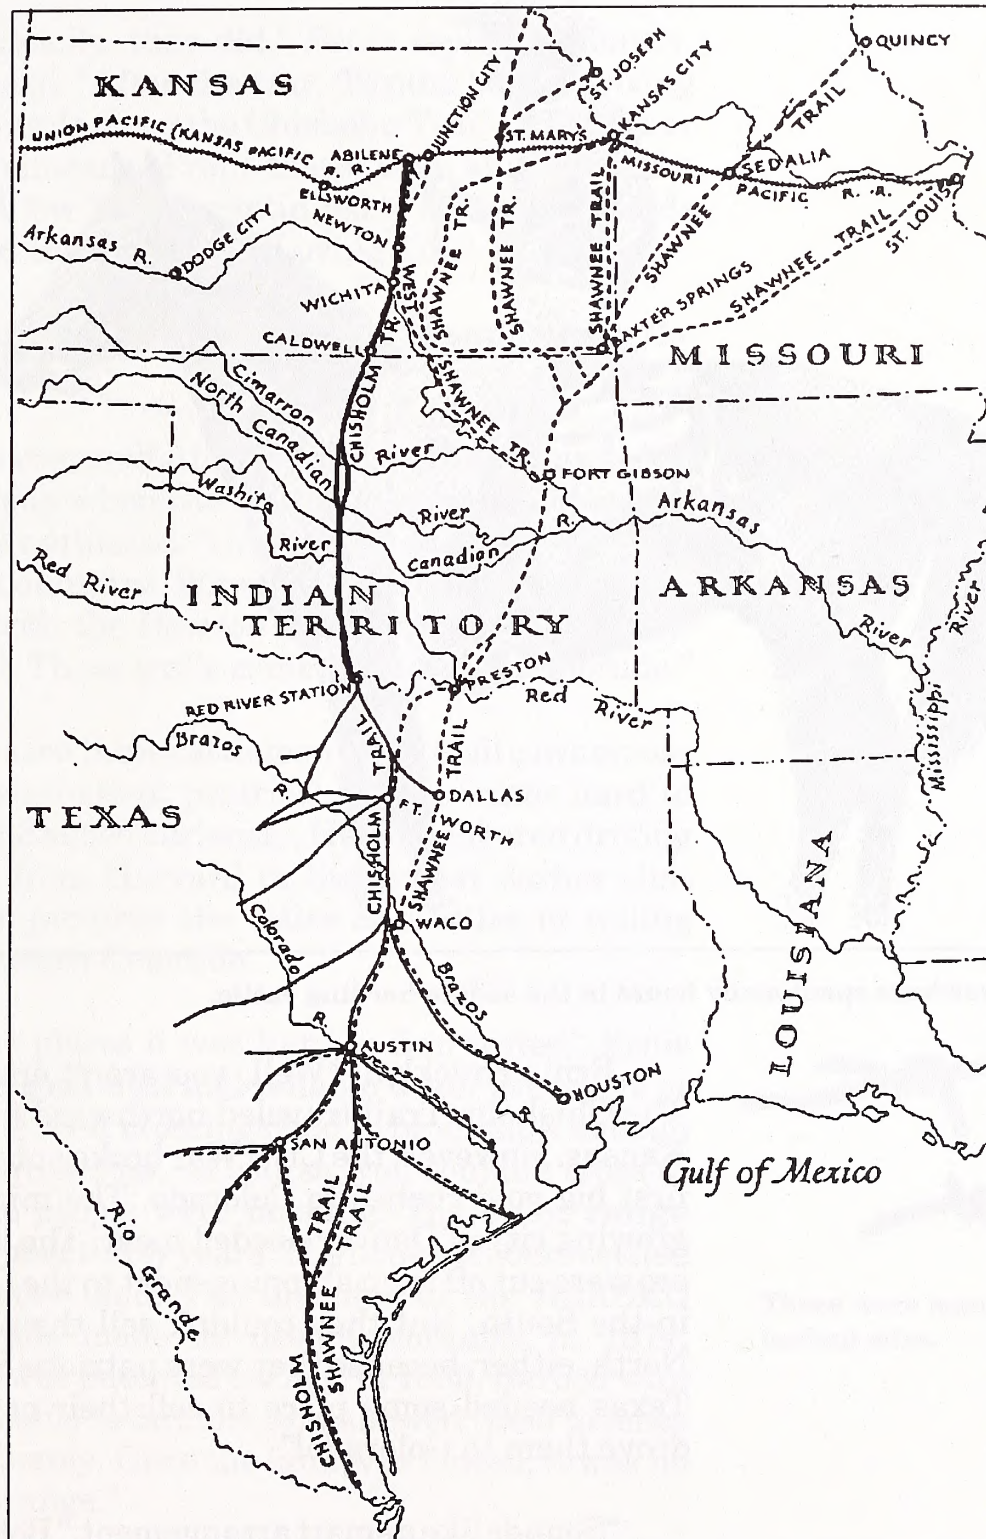 KANSAS
UNION PACIFIC (KANSAS PACIFIC R. R.
ABILENE
JUNCTION CITY
ST. MARYS
ST. JOSEPH
KANSAS CITY
QUINCY
TRAIL
SEDALIA
MISSOURI PACIFIC R. R.
ELLSWORTH
NEWTON
Arkansas R.
DODGE CITY
WICHITA
WEST SHAWNEE TR.
SHAWNEE TR.
SHAWNEE TRAIL
SHAWNEE
SHAWNEE TRAIL
ST. LOUIS
BAXTER SPRINGS
CALDWELL
CHISHOLM TR.
MISSOURI
Cimarron River
North Canadian River
SHAWNEE TR.
FORT GIBSON
Washita River
Canadian R.
Arkansas River
Red River
INDIAN
TERRITORY
ARKANSAS
Mississippi River
RED RIVER STATION
PRESTON
Red River
Brazos R.
TEXAS
CHISHOLM TRAIL
SHAWNEE TRAIL
FT. WORTH
DALLAS
WACO
LOUISIANA
Colorado R.
Brazos R.
AUSTIN
HOUSTON
SAN ANTONIO
Gulf of Mexico
Rio Grande
CHISHOLM TRAIL
SHAWNEE TRAIL